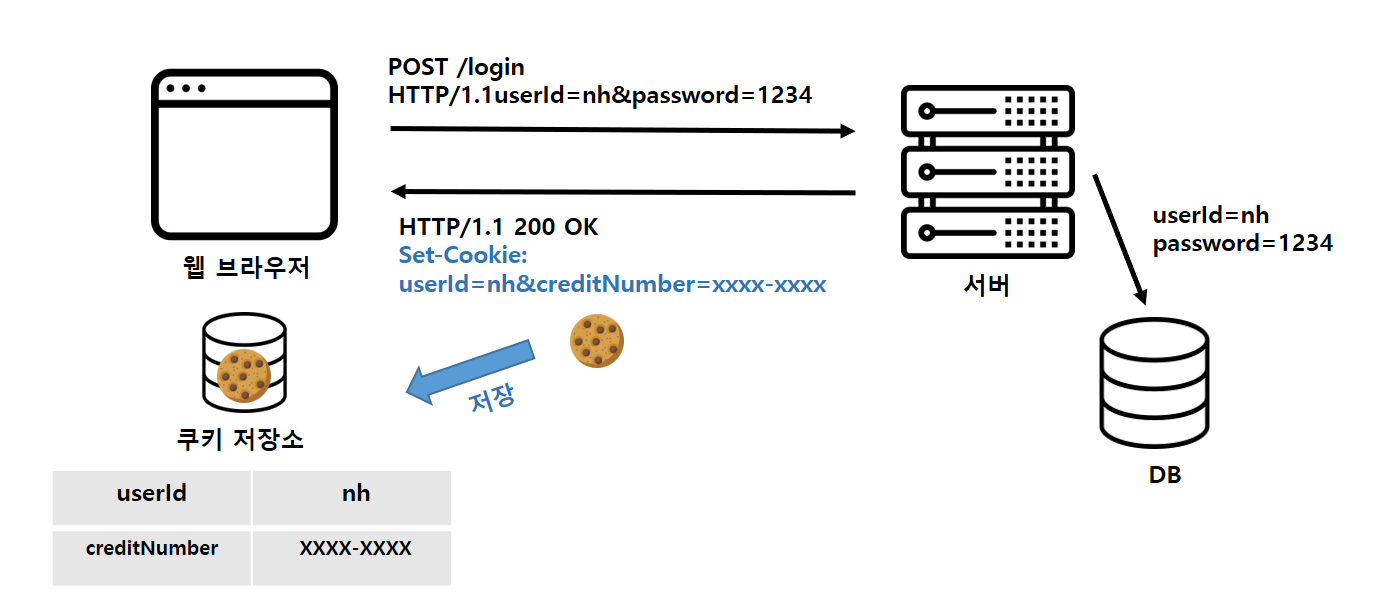 POST /login
HTTP/1.1userId=nh&password=1234
HTTP/1.1 200 OK
Set-Cookie:
userId=nh&creditNumber=xxxx-xxxx
웹 브라우저
서버
userId=nh
password=1234
저장
쿠키 저장소
DB
userId nh
creditNumber XXXX-XXXX